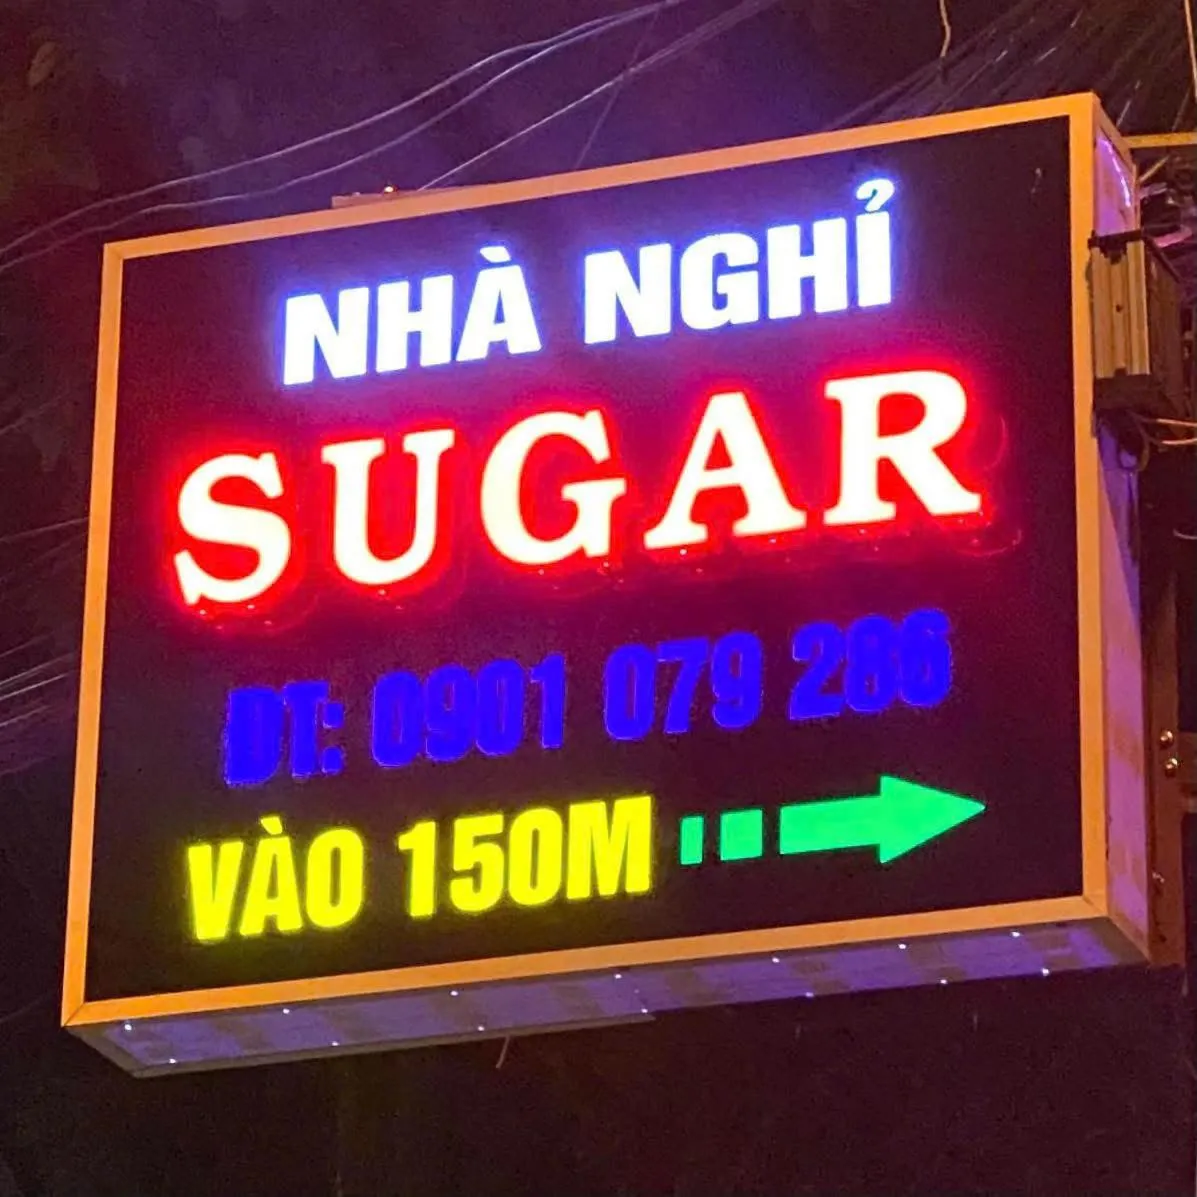 NHÀ NGHỈ
SUGAR
ĐT: 0901 079 286
VÀO 150M